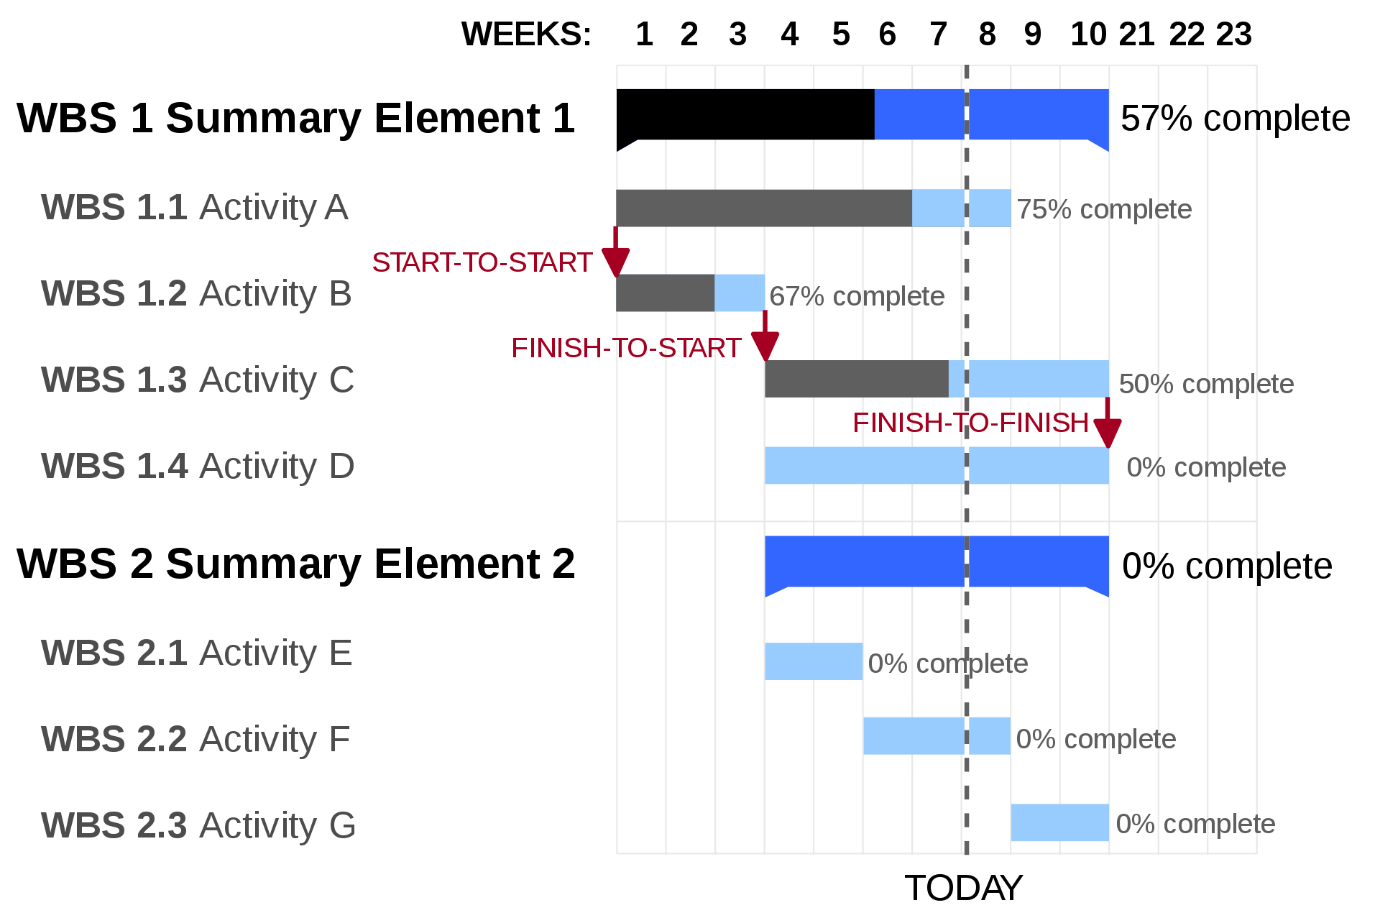 WEEKS: 1 2 3 4 5 6 7 8 9 10 21 22 23
WBS 1 Summary Element 1 57% complete
WBS 1.1 Activity A 75% complete
START-TO-START
WBS 1.2 Activity B 67% complete
FINISH-TO-START
WBS 1.3 Activity C 50% complete
FINISH-TO-FINISH
WBS 1.4 Activity D 0% complete
WBS 2 Summary Element 2 0% complete
WBS 2.1 Activity E 0% complete
WBS 2.2 Activity F 0% complete
WBS 2.3 Activity G 0% complete
TODAY